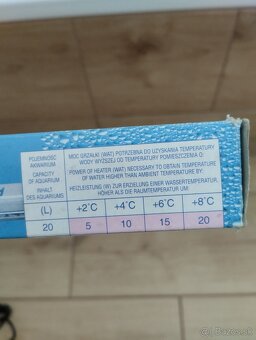 POJEMNOŚĆ
AKWARIUM
CAPACITY
OF AQUARIUM
INHALT
DES AQUARIUMS
MOC GRZAŁKI (WAT) POTRZEBNA DO UZYSKANIA TEMPERATURY
WODY WYŻSZEJ OD TEMPERATURY POMIESZCZENIA O:
POWER OF HEATER (WAT) NECESSARY TO OBTAIN TEMPERATURE
OF WATER HIGHER THAN AMBIENT TEMPERATURE BY:
HEIZLEISTUNG (W) ZUR ERZIELUNG EINER WASSERTEMPERATUR,
HÖHER ALS DIE RAUMTEMPERATUR UM:
(L) +2°C +4°C +6°C +8°C
20 5 10 15 20